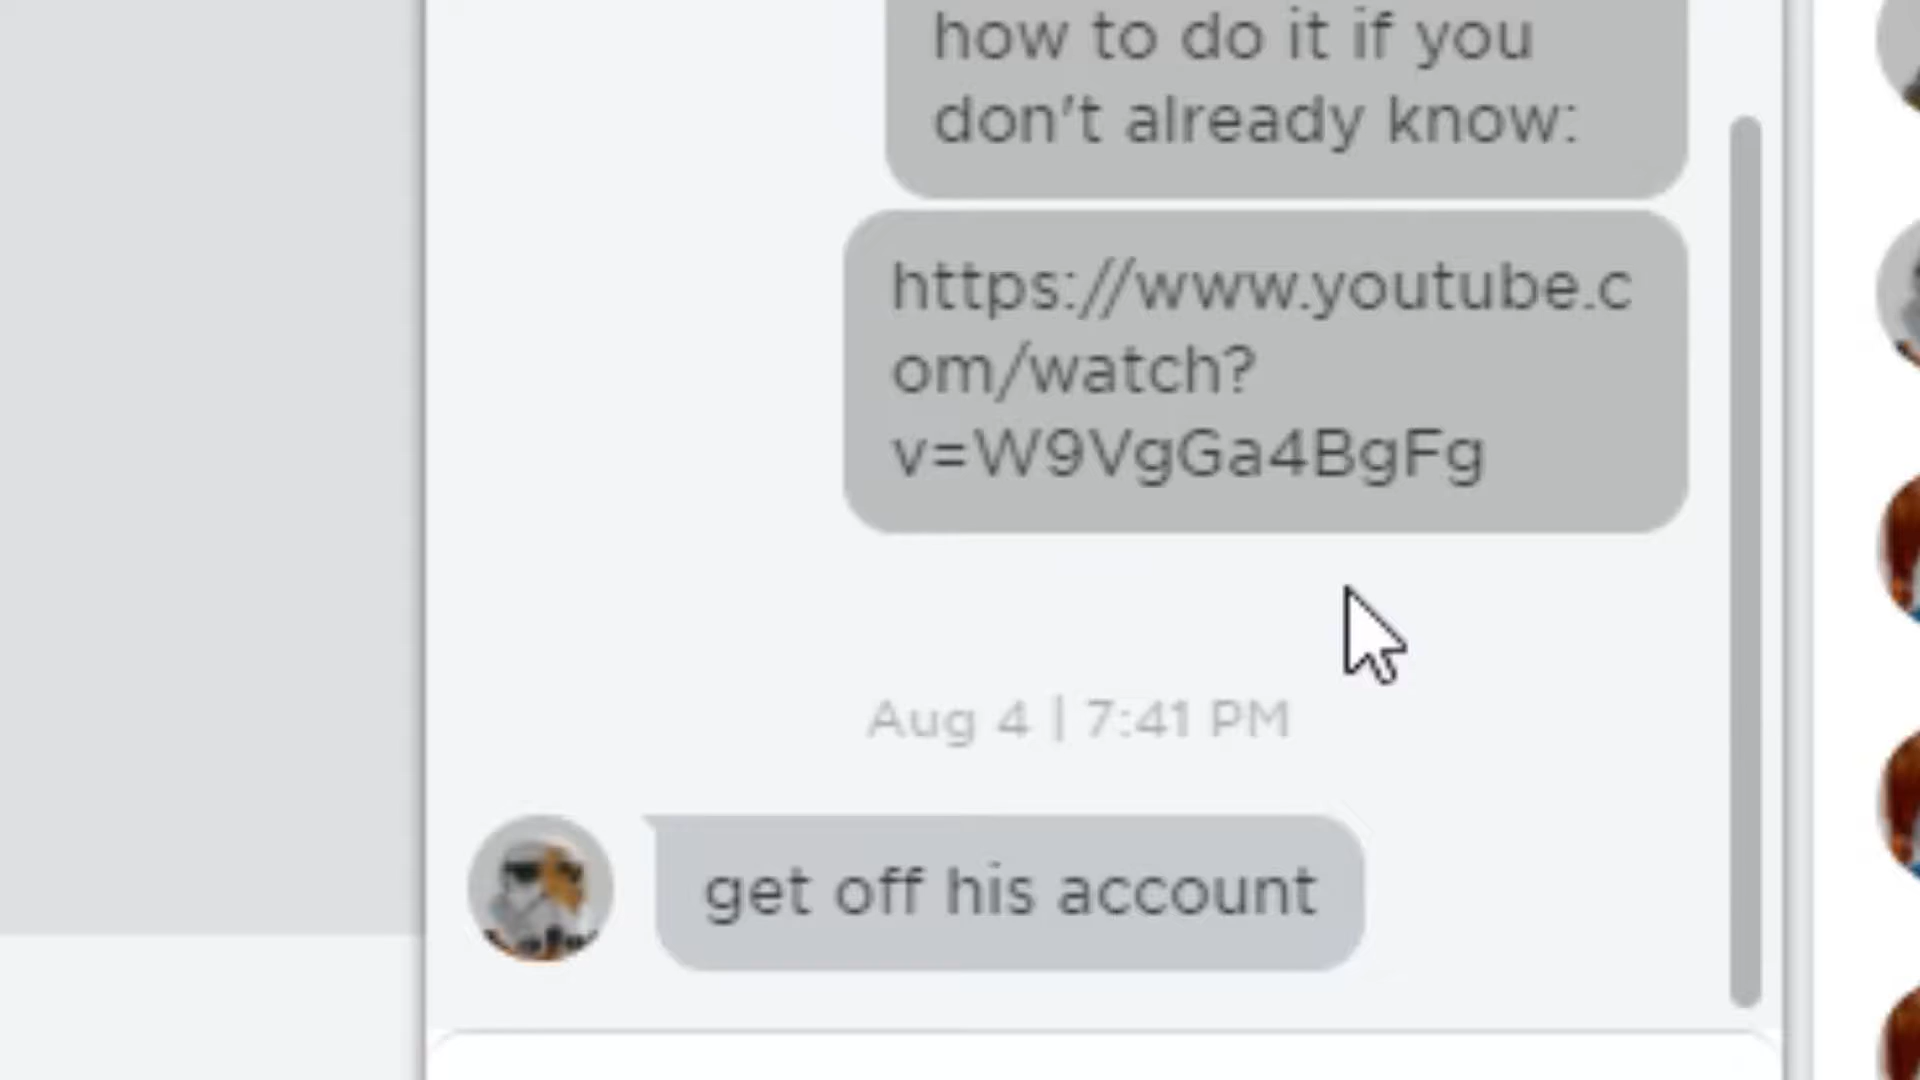 how to do it if you
don't already know:
https://www.youtube.c
om/watch?
v=W9VgGa4BgFg
Aug 4 | 7:41 PM
get off his account